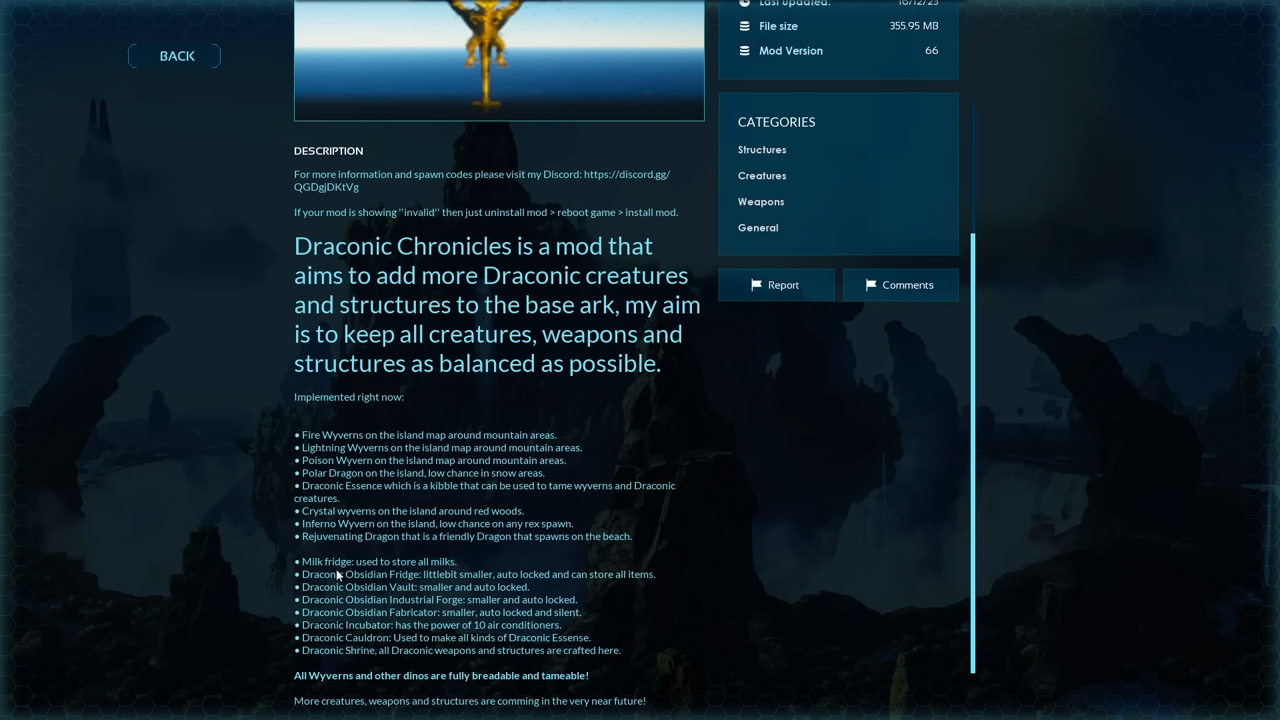 BACK
Last updated: 16/12/23
File size 355.95 MB
Mod Version 66
CATEGORIES
Structures
Creatures
Weapons
General
Report
Comments
DESCRIPTION
For more information and spawn codes please visit my Discord: https://discord.gg/
QGDgjDKtVg
If your mod is showing ''invalid'' then just uninstall mod > reboot game > install mod.
Draconic Chronicles is a mod that
aims to add more Draconic creatures
and structures to the base ark, my aim
is to keep all creatures, weapons and
structures as balanced as possible.
Implemented right now:
• Fire Wyverns on the island map around mountain areas.
• Lightning Wyverns on the island map around mountain areas.
• Poison Wyvern on the island map around mountain areas.
• Polar Dragon on the island, low chance in snow areas.
• Draconic Essence which is a kibble that can be used to tame wyverns and Draconic
creatures.
• Crystal wyverns on the island around red woods.
• Inferno Wyvern on the island, low chance on any rex spawn.
• Rejuvenating Dragon that is a friendly Dragon that spawns on the beach.
• Milk fridge: used to store all milks.
• Draconic Obsidian Fridge: littlebit smaller, auto locked and can store all items.
• Draconic Obsidian Vault: smaller and auto locked.
• Draconic Obsidian Industrial Forge: smaller and auto locked.
• Draconic Obsidian Fabricator: smaller, auto locked and silent.
• Draconic Incubator: has the power of 10 air conditioners.
• Draconic Cauldron: Used to make all kinds of Draconic Essense.
• Draconic Shrine, all Draconic weapons and structures are crafted here.
All Wyverns and other dinos are fully breadable and tameable!
More creatures, weapons and structures are comming in the very near future!